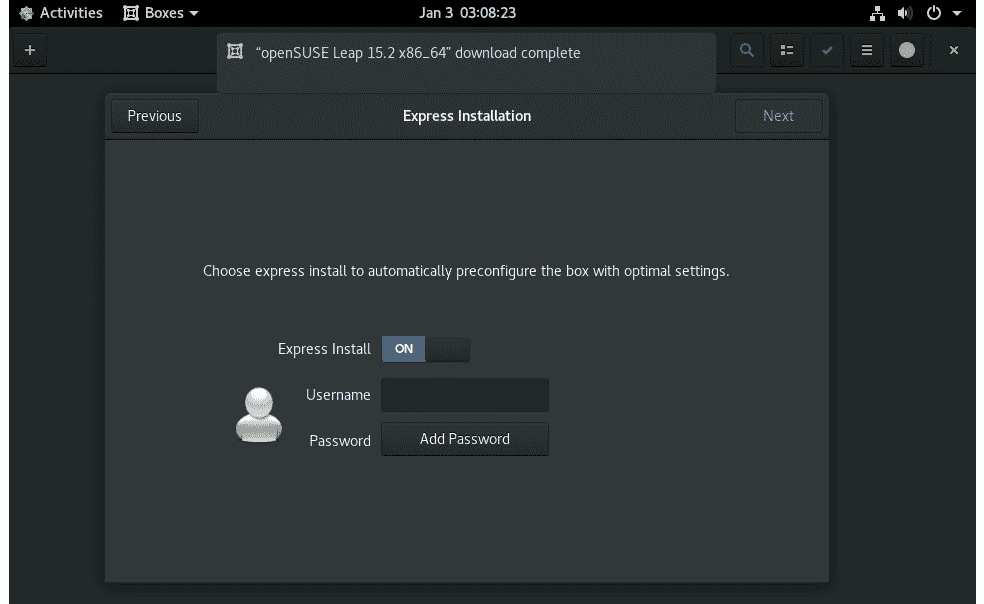 Activities Boxes Jan 3 03:08:23
“openSUSE Leap 15.2 x86_64” download complete
Previous Express Installation Next
Choose express install to automatically preconfigure the box with optimal settings.
Express Install ON
Username
Password Add Password